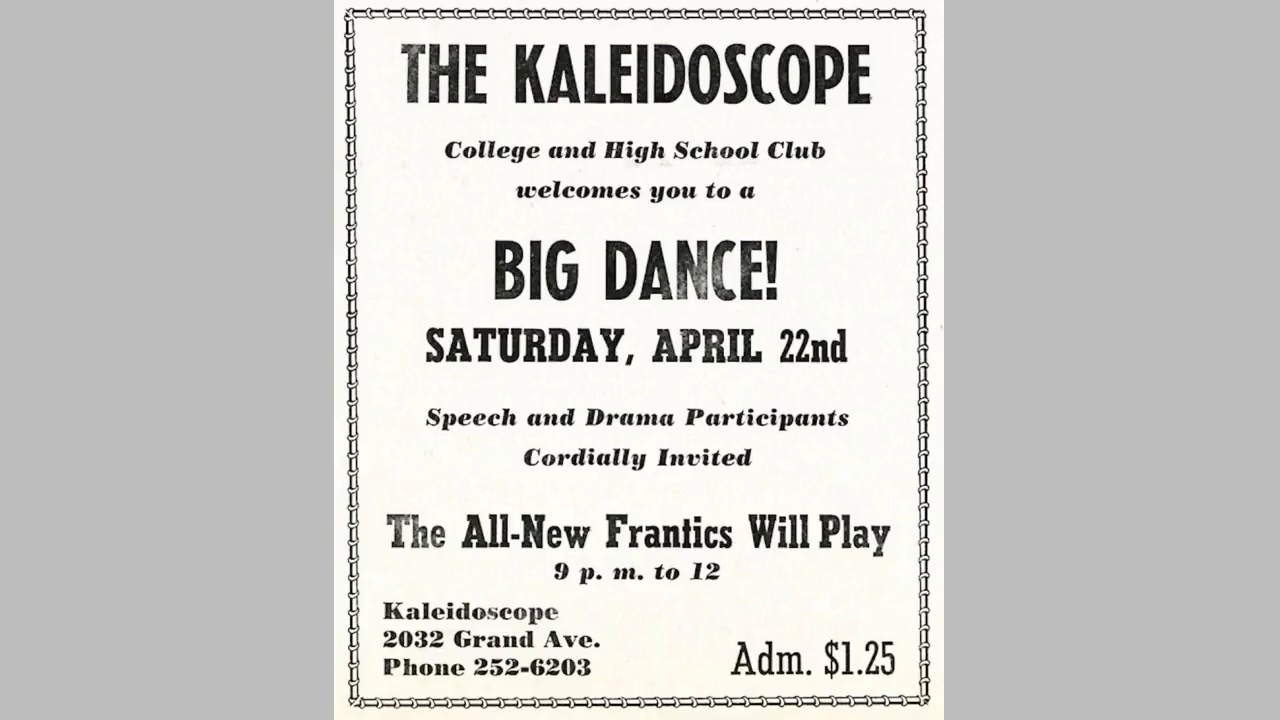 THE KALEIDOSCOPE
College and High School Club
welcomes you to a
BIG DANCE!
SATURDAY, APRIL 22nd
Speech and Drama Participants
Cordially Invited
The All-New Frantics Will Play
9 p. m. to 12
Kaleidoscope
2032 Grand Ave.
Phone 252-6203
Adm. $1.25